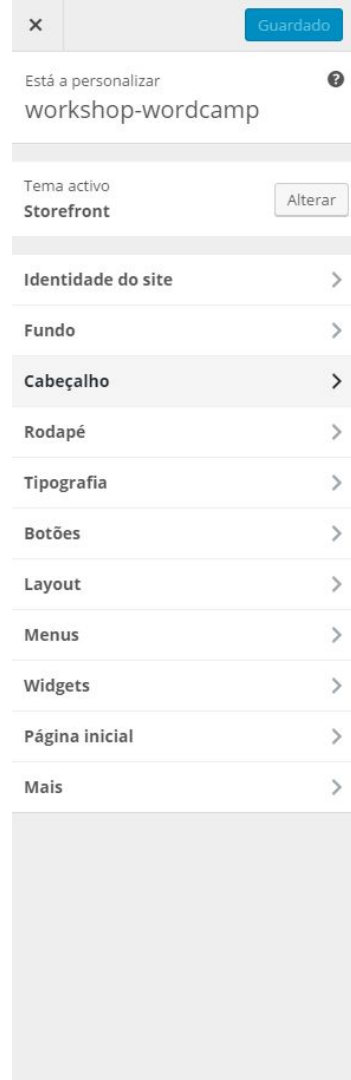 Guardado
Está a personalizar
workshop-wordcamp
Tema activo
Storefront
Alterar
Identidade do site
Fundo
Cabeçalho
Rodapé
Tipografia
Botões
Layout
Menus
Widgets
Página inicial
Mais